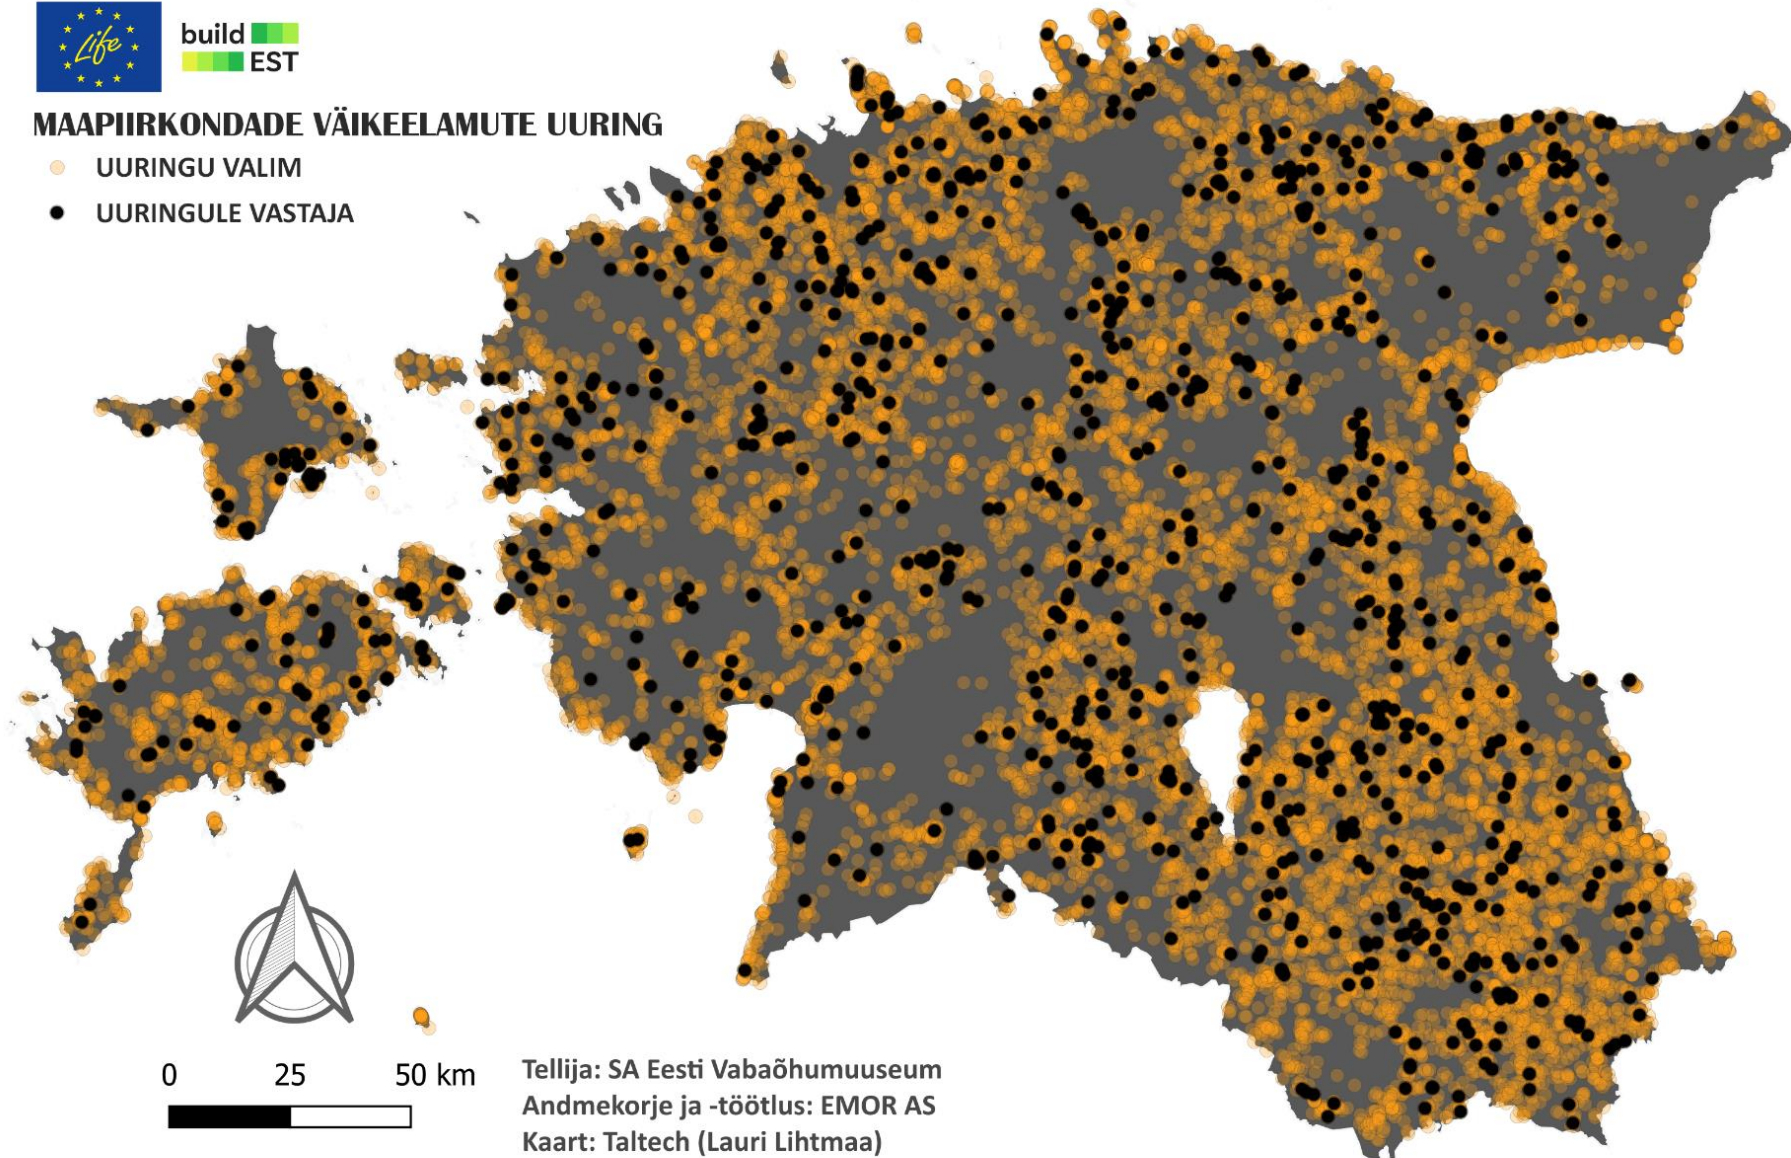 Life
build
EST
MAAPIIRKONDADE VÄIKEELAMUTE UURING
UURINGU VALIM
UURINGULE VASTAJA
0 25 50 km
Tellija: SA Eesti Vabaõhumuuseum
Andmekorje ja -töötlus: EMOR AS
Kaart: Taltech (Lauri Lihtmaa)